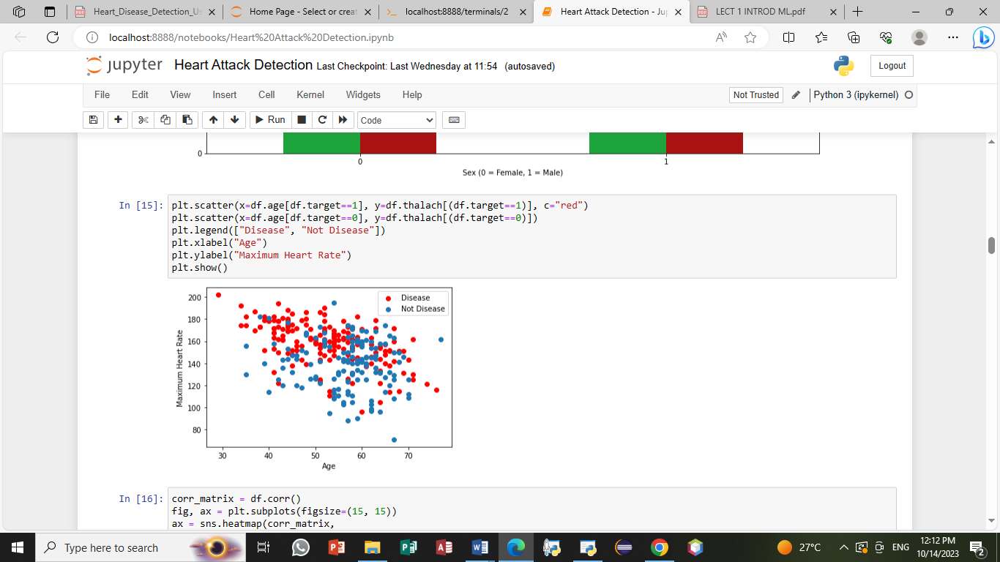 Heart_Disease_Detection_Us
Home Page - Select or creat
localhost:8888/terminals/2
Heart Attack Detection - Jup
LECT 1 INTROD ML.pdf
localhost:8888/notebooks/Heart%20Attack%20Detection.ipynb
jupyter Heart Attack Detection Last Checkpoint: Last Wednesday at 11:54 (autosaved)
Logout
File Edit View Insert Cell Kernel Widgets Help
Not Trusted
Python 3 (ipykernel)
Run
Code
0
0 1
Sex (0 = Female, 1 = Male)
In [15]:
plt.scatter(x=df.age[df.target==1], y=df.thalach[(df.target==1)], c="red")
plt.scatter(x=df.age[df.target==0], y=df.thalach[(df.target==0)])
plt.legend(["Disease", "Not Disease"])
plt.xlabel("Age")
plt.ylabel("Maximum Heart Rate")
plt.show()
Maximum Heart Rate
200
180
160
140
120
100
80
Disease
Not Disease
30 40 50 60 70
Age
In [16]:
corr_matrix = df.corr()
fig, ax = plt.subplots(figsize=(15, 15))
ax = sns.heatmap(corr_matrix,
Type here to search
27°C
ENG
12:12 PM
10/14/2023
2